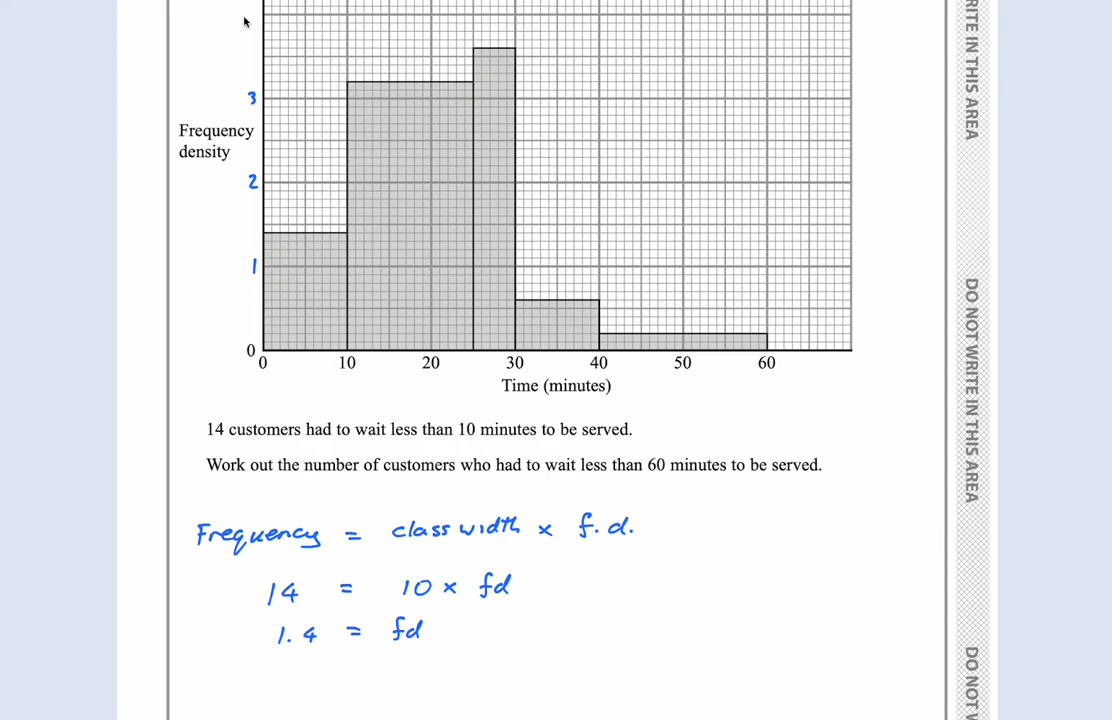 3
Frequency
density
2
1
0
0 10 20 30 40 50 60
Time (minutes)
14 customers had to wait less than 10 minutes to be served.
Work out the number of customers who had to wait less than 60 minutes to be served.
Frequency = class width × f.d.
14 = 10 × fd
1.4 = fd
RITE IN THIS AREA
DO NOT WRITE IN THIS AREA
DO NOT